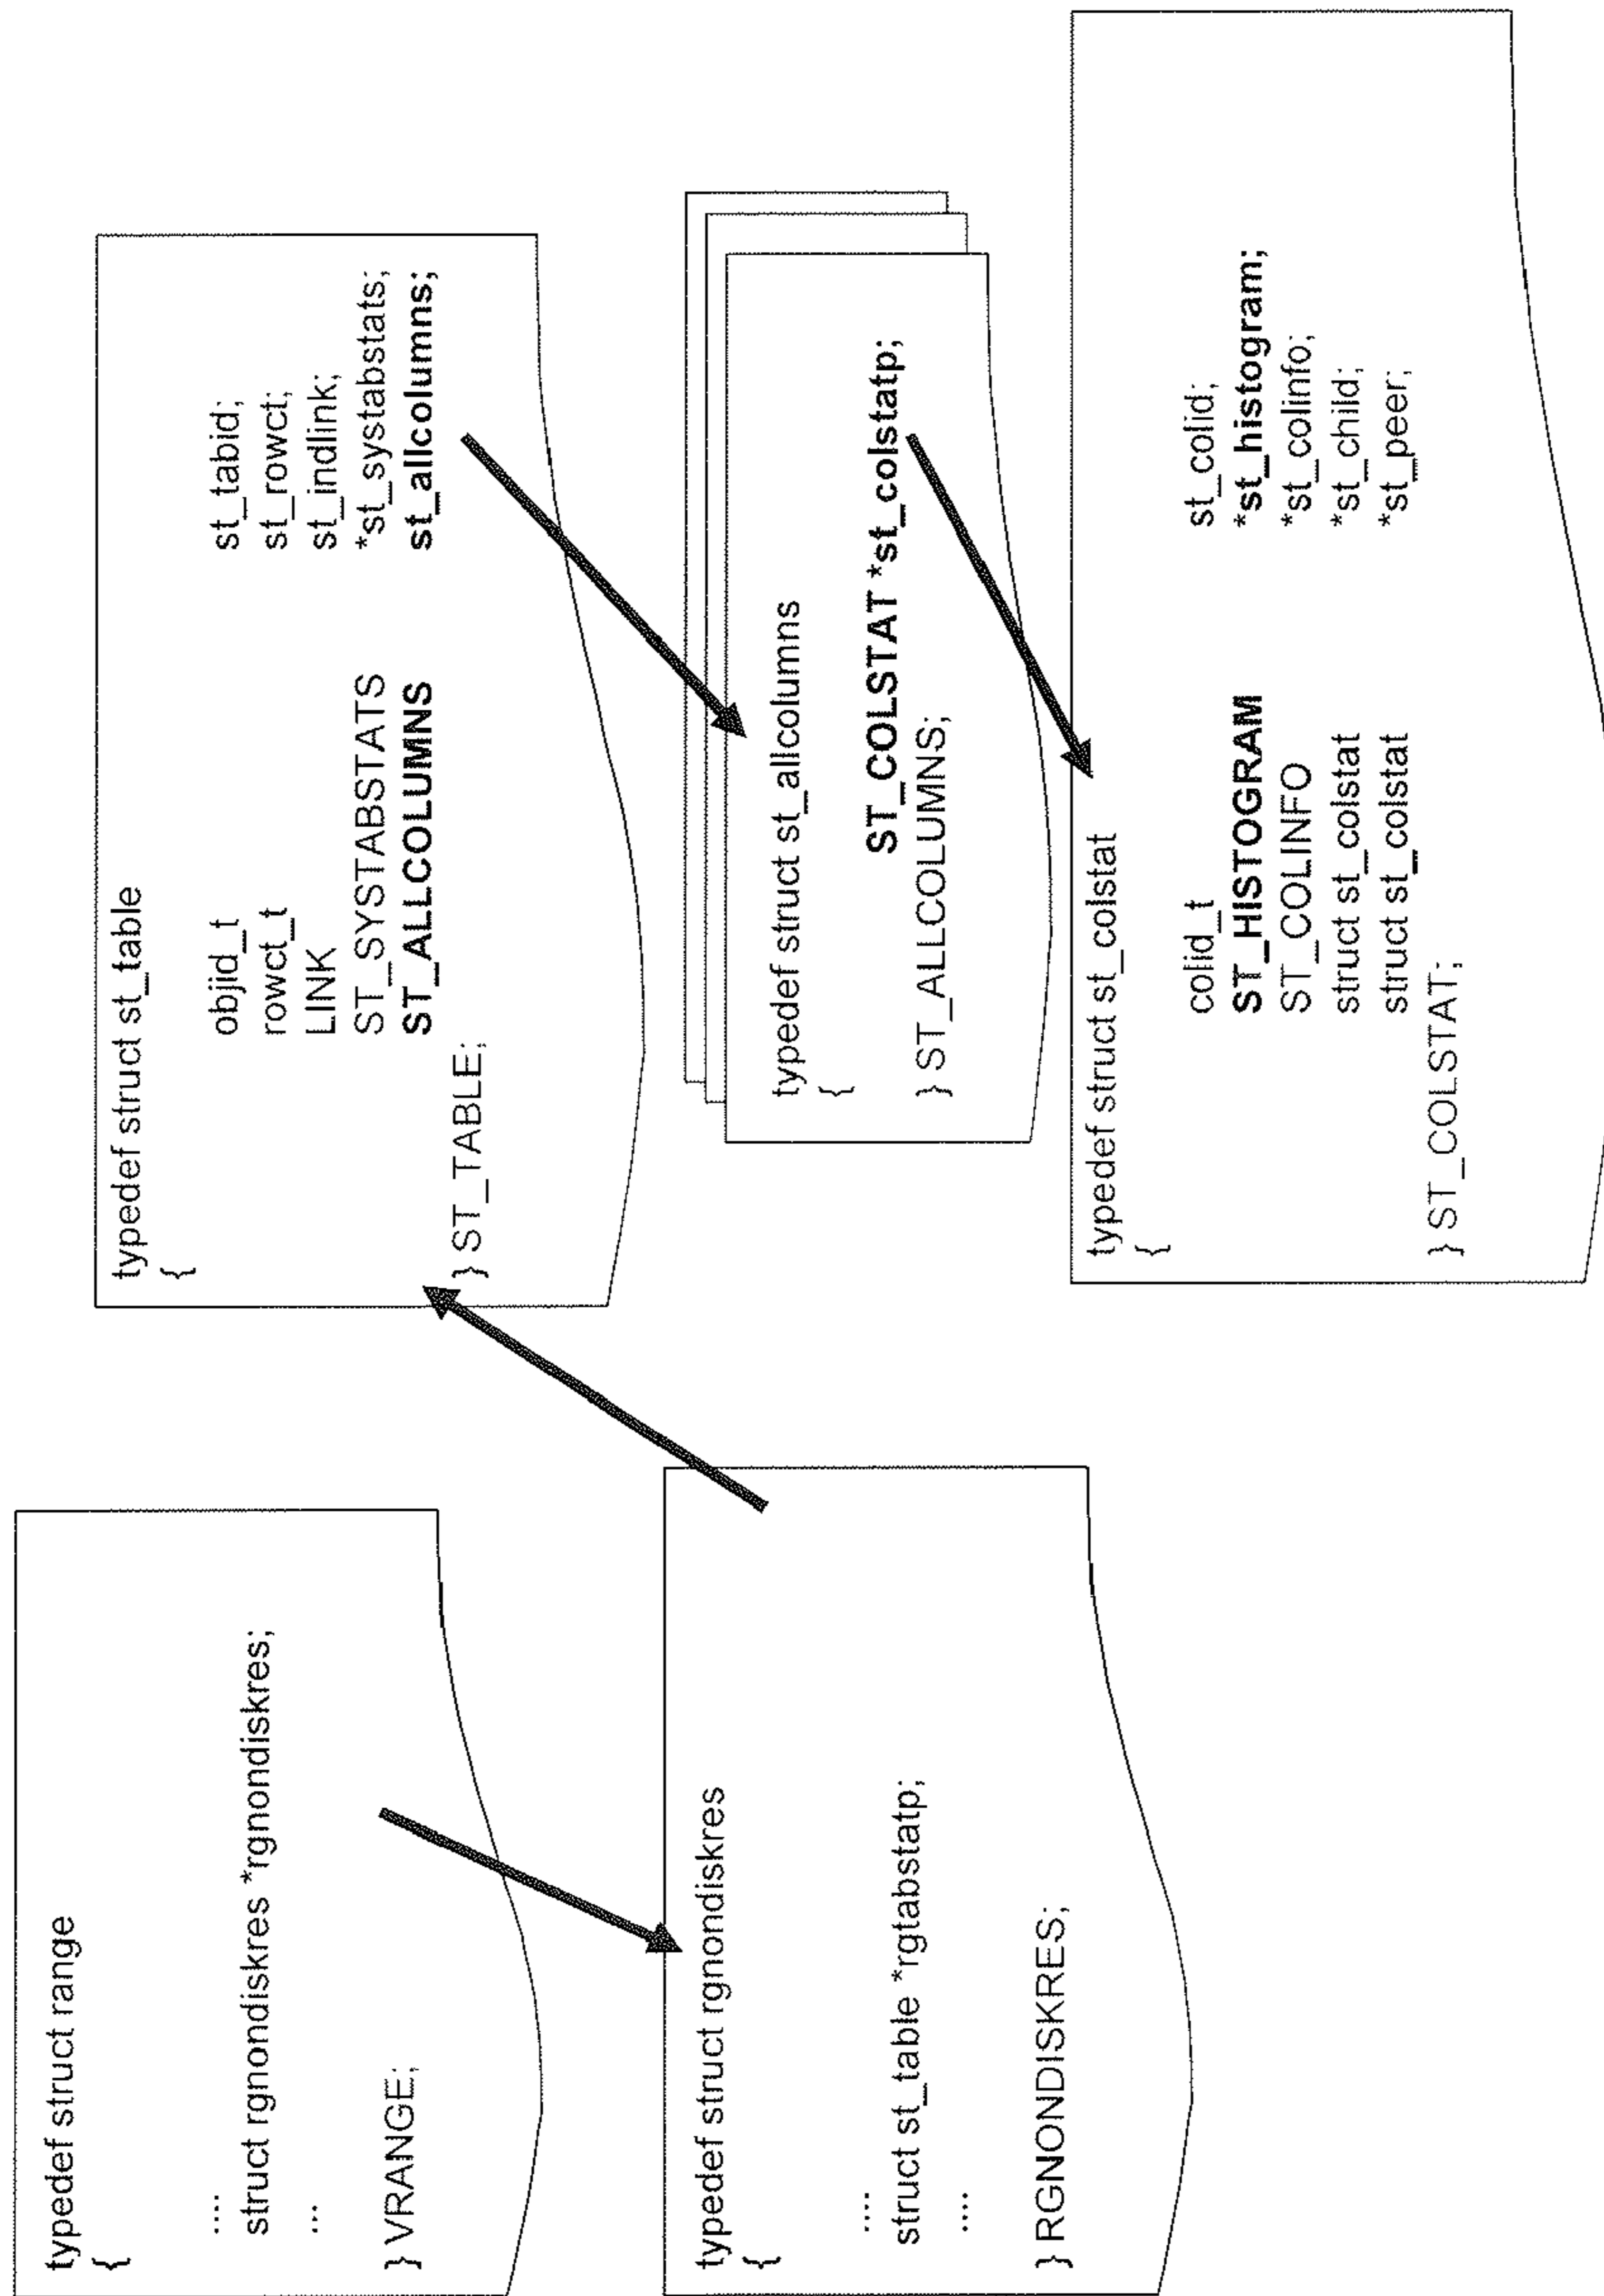 typedef struct range
{
....
struct rgnondiskres *rgnondiskres;
...
} VRANGE;
typedef struct rgnondiskres
{
....
struct st_table *rgtabstatp;
....
} RGNONDISKRES;
typedef struct st_table
{
objid_t st_tabid;
rowct_t st_rowct;
LINK st_indlink;
ST_SYSTABSTATS *st_systabstats;
ST_ALLCOLUMNS st_allcolumns;
} ST_TABLE;
typedef struct st_allcolumns
{
ST_COLSTAT *st_colstatp;
} ST_ALLCOLUMNS;
typedef struct st_colstat
{
colid_t st_colid;
ST_HISTOGRAM *st_histogram;
ST_COLINFO *st_colinfo;
struct st_colstat *st_child;
struct st_colstat *st_peer;
} ST_COLSTAT;